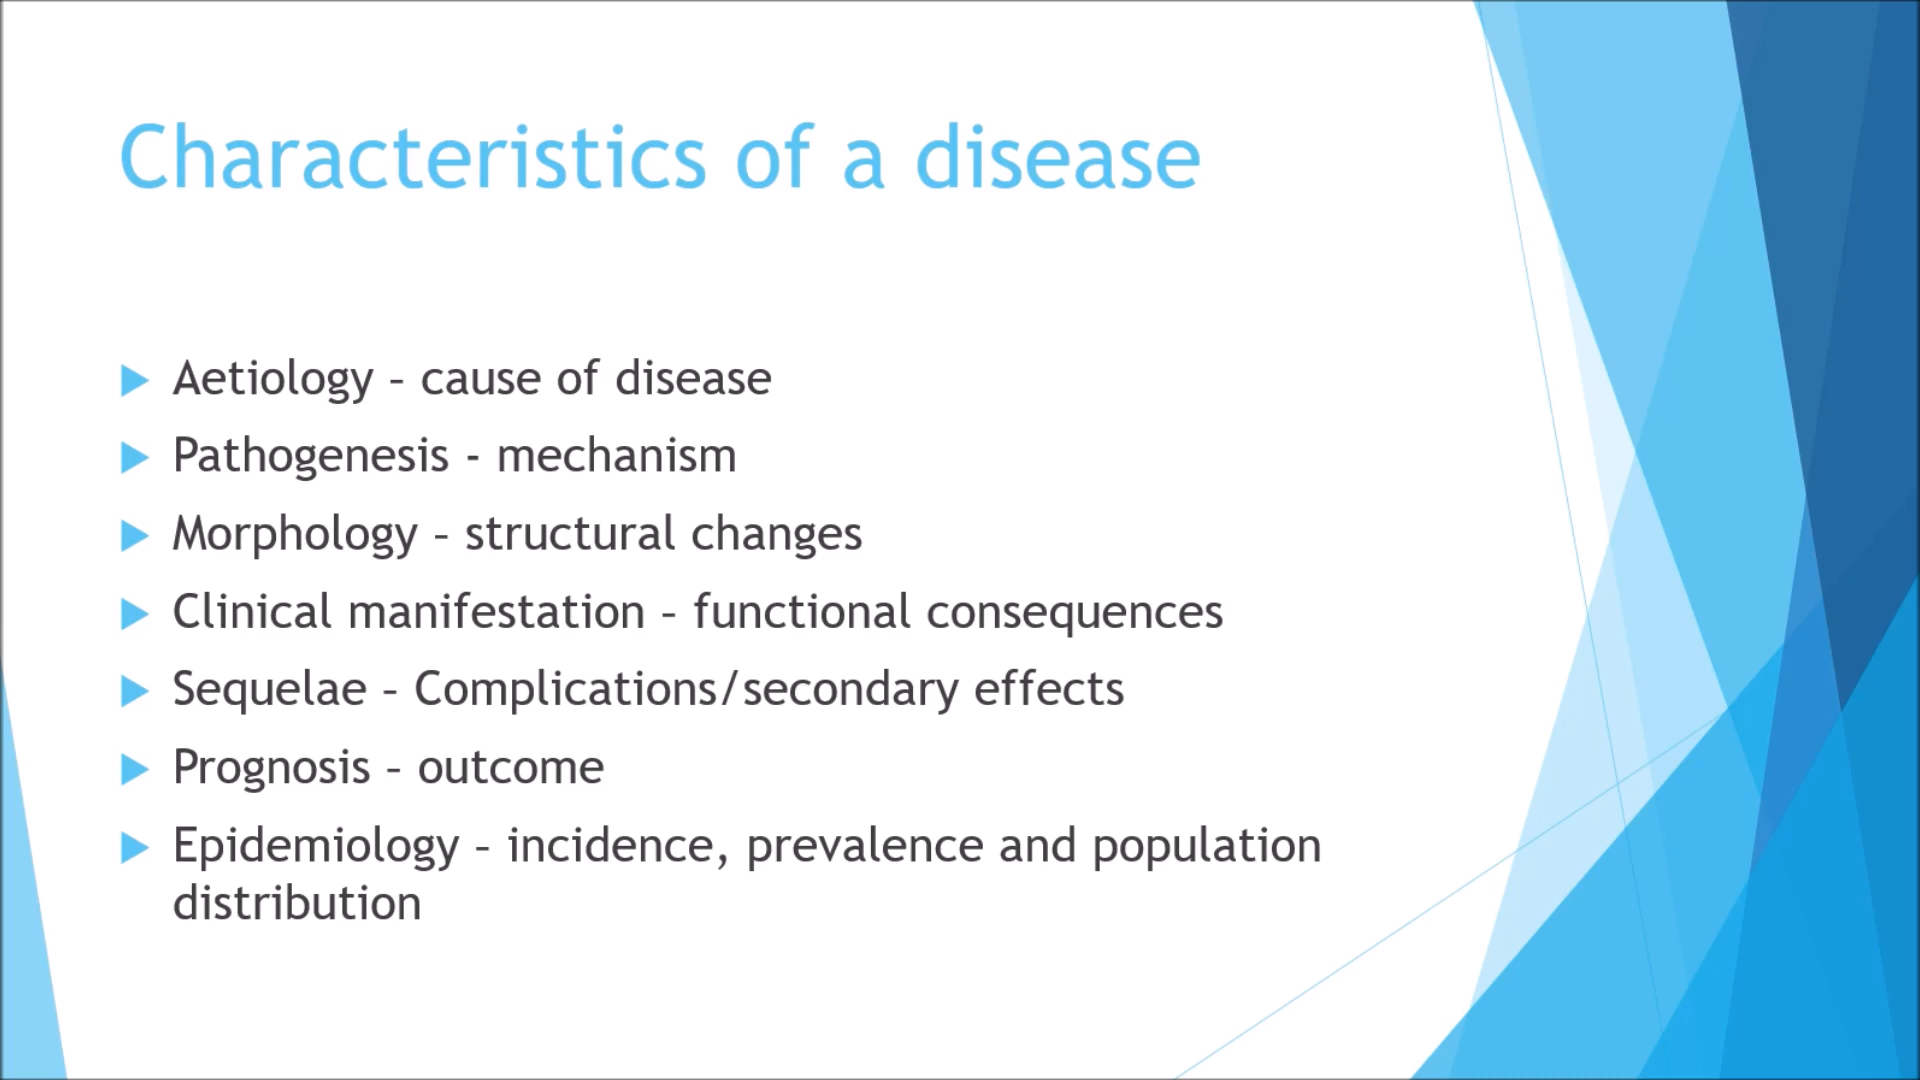 Characteristics of a disease
Aetiology – cause of disease
Pathogenesis - mechanism
Morphology – structural changes
Clinical manifestation – functional consequences
Sequelae – Complications/secondary effects
Prognosis – outcome
Epidemiology – incidence, prevalence and population
distribution